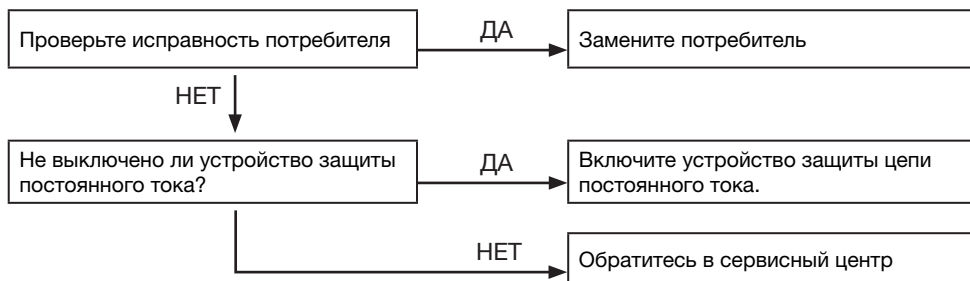 Проверьте исправность потребителя
ДА
Замените потребитель
НЕТ
Не выключено ли устройство защиты
постоянного тока?
ДА
Включите устройство защиты цепи
постоянного тока.
НЕТ
Обратитесь в сервисный центр